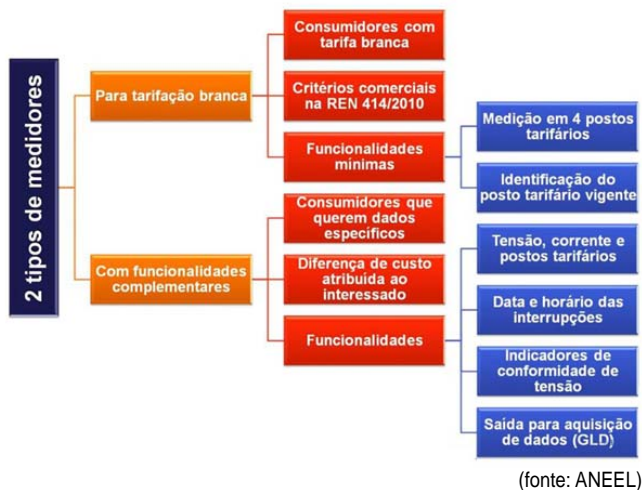 2 tipos de medidores
Para tarifação branca
Consumidores com
tarifa branca
Critérios comerciais
na REN 414/2010
Funcionalidades
mínimas
Medição em 4 postos
tarifários
Identificação do
posto tarifário vigente
Com funcionalidades
complementares
Consumidores que
querem dados
específicos
Diferença de custo
atribuída ao
interessado
Funcionalidades
Tensão, corrente e
postos tarifários
Data e horário das
interrupções
Indicadores de
conformidade de
tensão
Saída para aquisição
de dados (GLD)
(fonte: ANEEL)